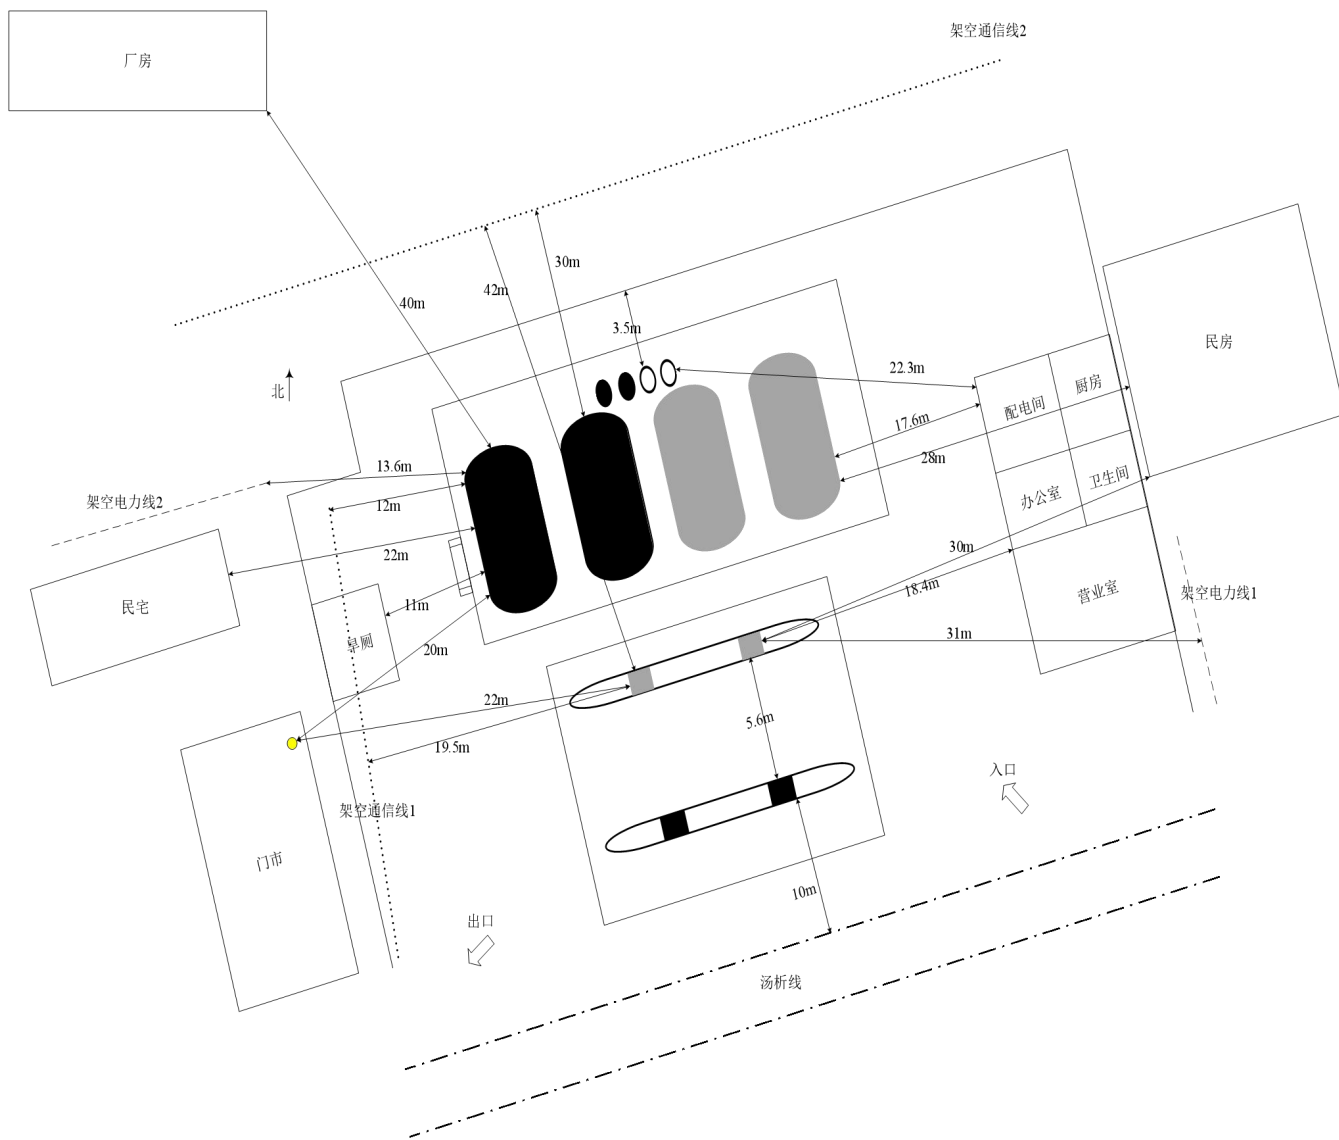 架空通信线2
厂房
30m
42m
40m
3.5m
民房
22.3m
北
厨房
配电间
17.6m
28m
13.6m
架空电力线2
12m
办公室
卫生间
22m
30m
18.4m
营业室
架空电力线1
民宅
11m
旱厕
20m
31m
22m
5.6m
19.5m
入口
架空通信线1
门市
10m
出口
汤析线